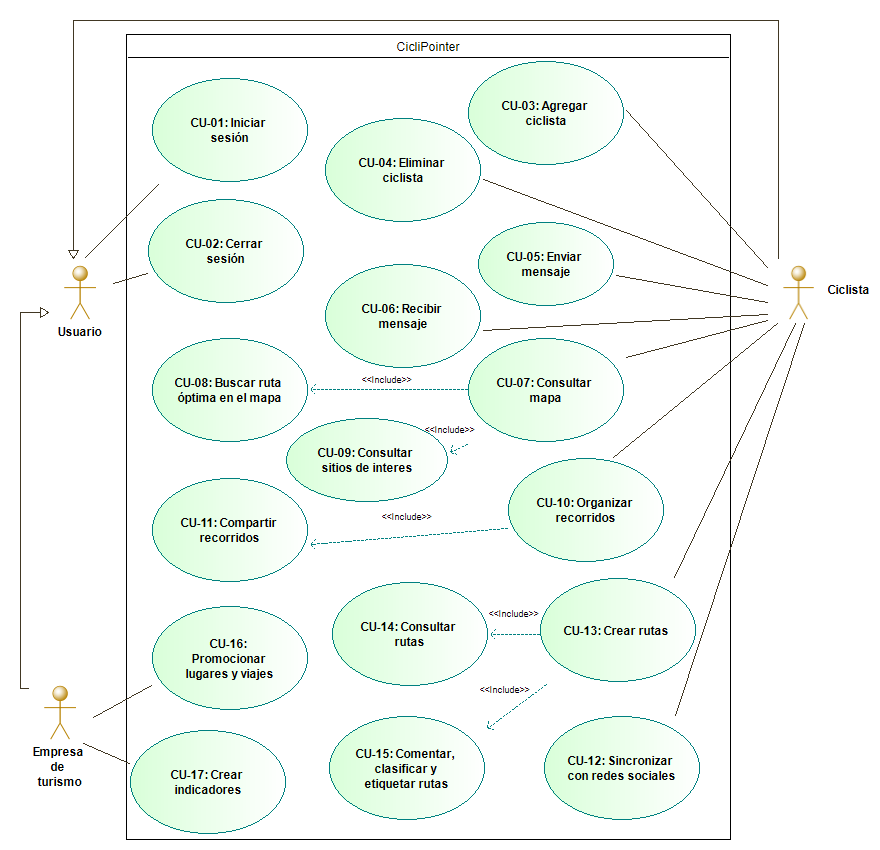 CicliPointer
CU-01: Iniciar
sesión
CU-03: Agregar
ciclista
CU-04: Eliminar
ciclista
CU-02: Cerrar
sesión
CU-05: Enviar
mensaje
Ciclista
Usuario
CU-06: Recibir
mensaje
CU-08: Buscar ruta
óptima en el mapa
<<Include>>
CU-07: Consultar
mapa
<<Include>>
CU-09: Consultar
sitios de interes
CU-10: Organizar
recorridos
CU-11: Compartir
recorridos
<<Include>>
CU-14: Consultar
rutas
<<Include>>
CU-13: Crear rutas
CU-16:
Promocionar
lugares y viajes
<<Include>>
Empresa
de
turismo
CU-15: Comentar,
clasificar y
etiquetar rutas
CU-12: Sincronizar
con redes sociales
CU-17: Crear
indicadores